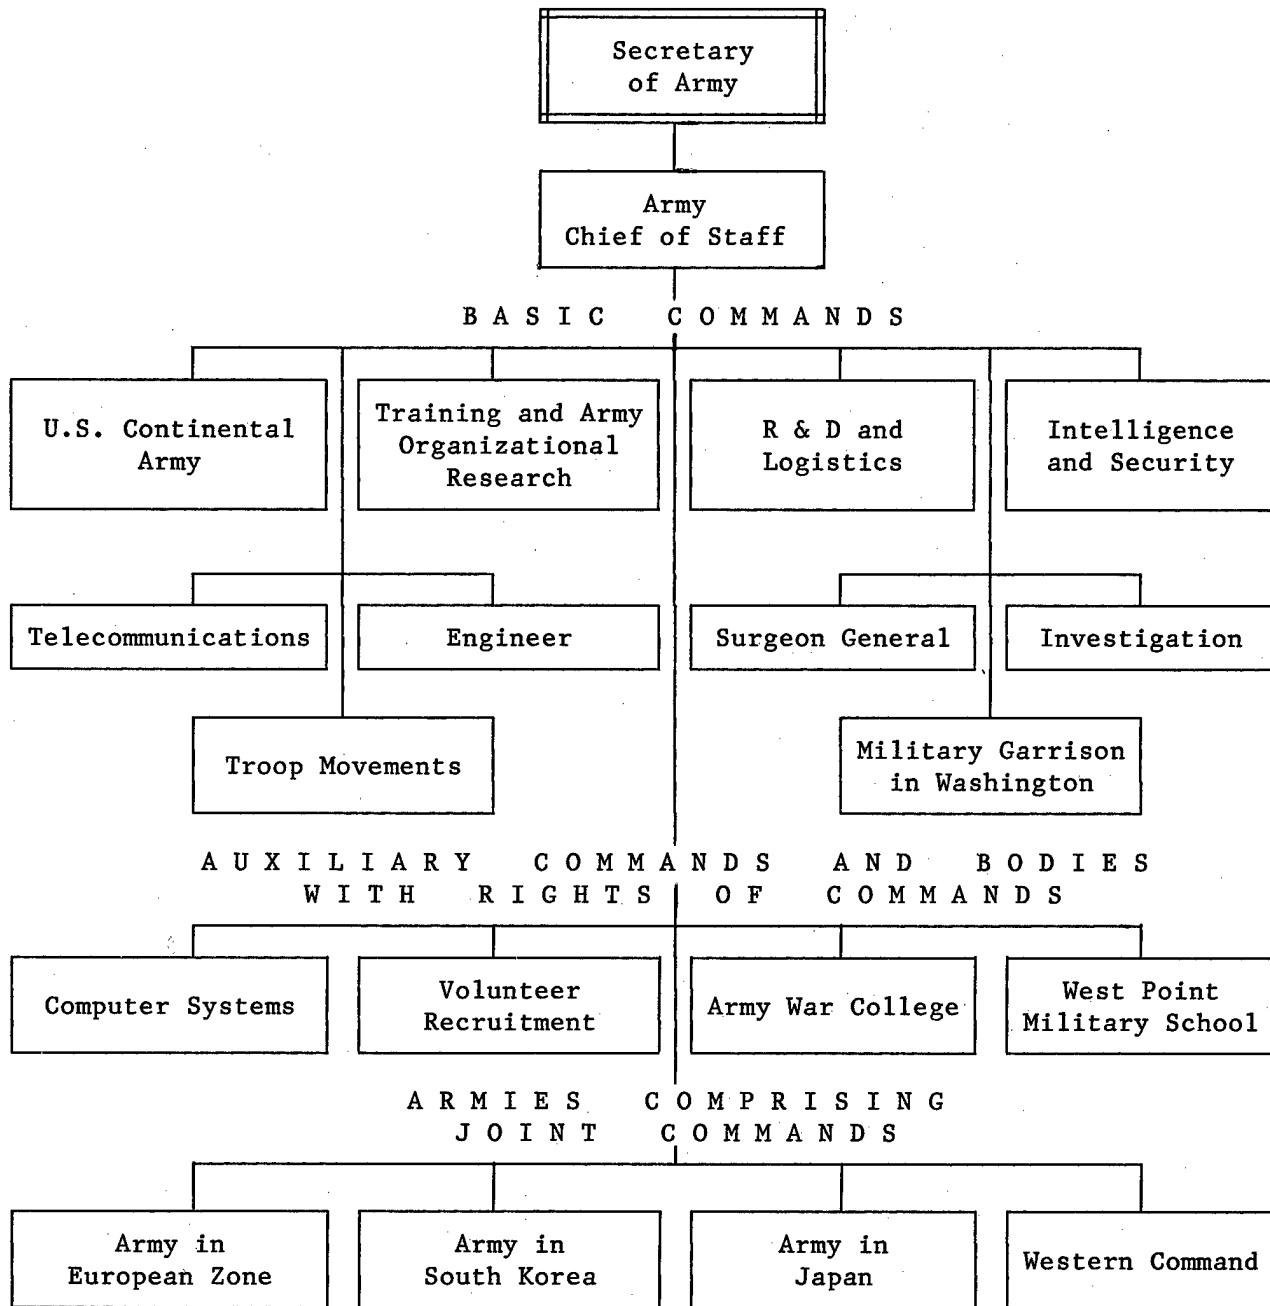 Secretary
of Army
Army
Chief of Staff
BASIC COMMANDS
U.S. Continental
Army
Training and Army
Organizational
Research
R & D and
Logistics
Intelligence
and Security
Telecommunications
Engineer
Surgeon General
Investigation
Troop Movements
Military Garrison
in Washington
AUXILIARY COMMANDS AND BODIES
WITH RIGHTS OF COMMANDS
Computer Systems
Volunteer
Recruitment
Army War College
West Point
Military School
ARMIES COMPRISING
JOINT COMMANDS
Army in
European Zone
Army in
South Korea
Army in
Japan
Western Command